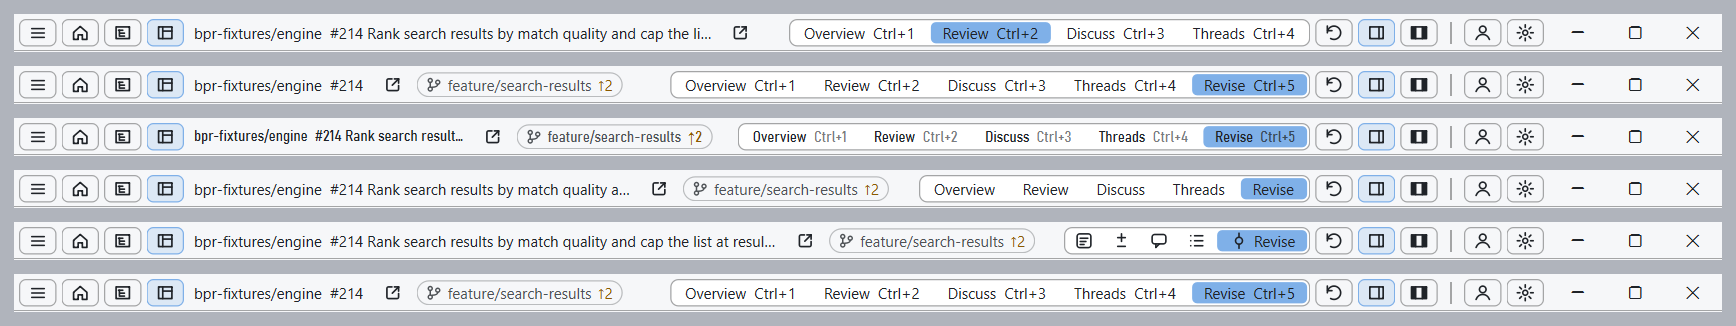 bpr-fixtures/engine #214 Rank search results by match quality and cap the li... Overview Ctrl+1 Review Ctrl+2 Discuss Ctrl+3 Threads Ctrl+4
bpr-fixtures/engine #214 feature/search-results ↑2 Overview Ctrl+1 Review Ctrl+2 Discuss Ctrl+3 Threads Ctrl+4 Revise Ctrl+5
bpr-fixtures/engine #214 Rank search result... feature/search-results ↑2 Overview Ctrl+1 Review Ctrl+2 Discuss Ctrl+3 Threads Ctrl+4 Revise Ctrl+5
bpr-fixtures/engine #214 Rank search results by match quality a... feature/search-results ↑2 Overview Review Discuss Threads Revise
bpr-fixtures/engine #214 Rank search results by match quality and cap the list at resul... feature/search-results ↑2 Revise
bpr-fixtures/engine #214 feature/search-results ↑2 Overview Ctrl+1 Review Ctrl+2 Discuss Ctrl+3 Threads Ctrl+4 Revise Ctrl+5